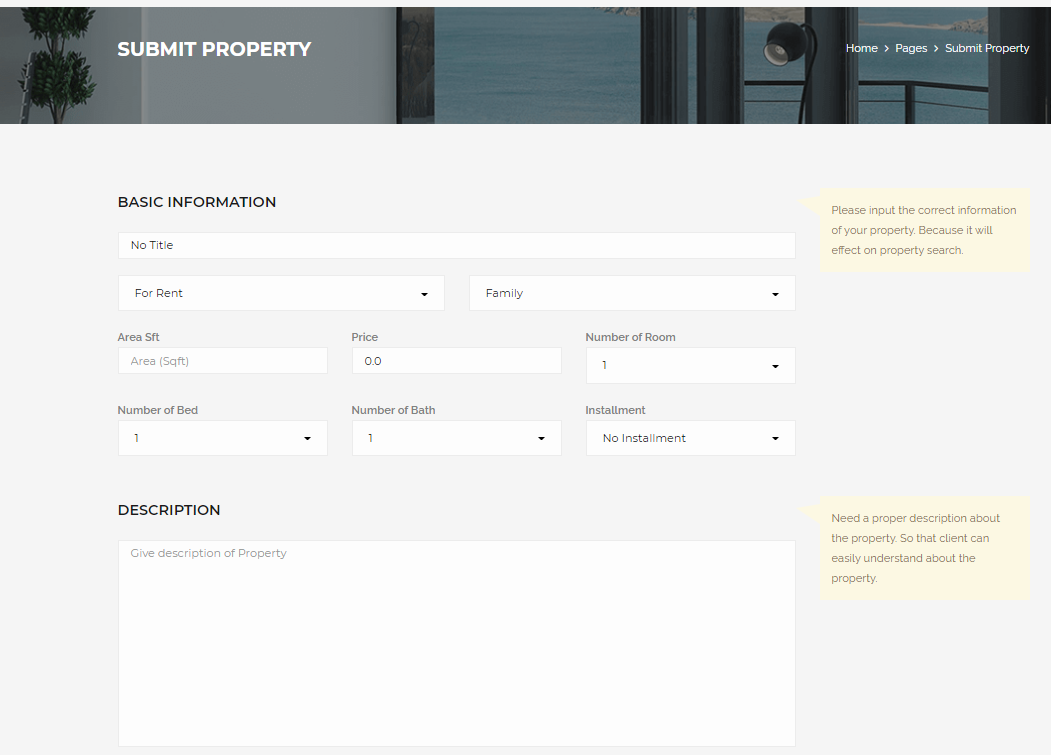 SUBMIT PROPERTY
Home > Pages > Submit Property
BASIC INFORMATION
Please input the correct information
of your property. Because it will
effect on property search.
No Title
For Rent
Family
Area Sft
Price
Number of Room
Area (Sqft)
0.0
1
Number of Bed
Number of Bath
Installment
1
1
No Installment
DESCRIPTION
Need a proper description about
the property. So that client can
easily understand about the
property.
Give description of Property